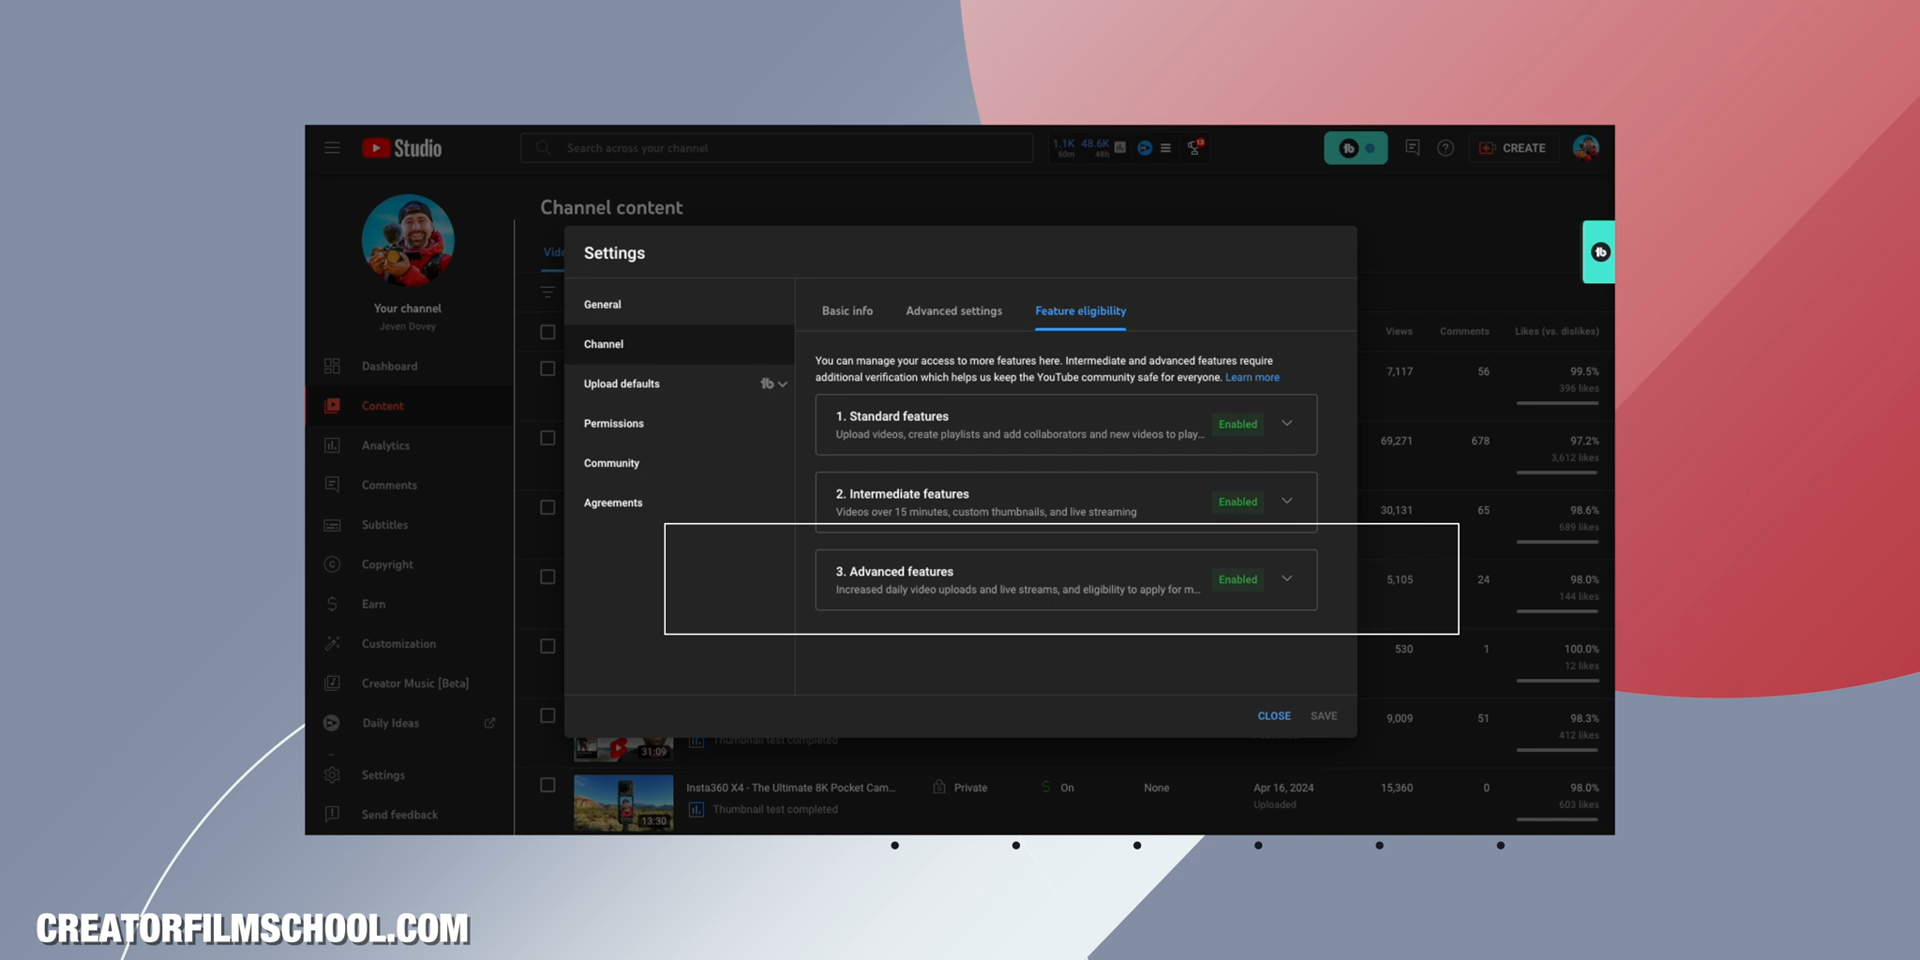 Studio
Search across your channel
1.1K 48.6K
60m 48h
13
CREATE
Your channel
Jeven Dovey
Dashboard
Content
Analytics
Comments
Subtitles
Copyright
Earn
Customization
Creator Music [Beta]
Daily Ideas
Settings
Send feedback
Channel content
Settings
General
Channel
Upload defaults
Permissions
Community
Agreements
Basic info Advanced settings Feature eligibility
You can manage your access to more features here. Intermediate and advanced features require
additional verification which helps us keep the YouTube community safe for everyone. Learn more
1. Standard features
Upload videos, create playlists and add collaborators and new videos to play...
Enabled
2. Intermediate features
Videos over 15 minutes, custom thumbnails, and live streaming
Enabled
3. Advanced features
Increased daily video uploads and live streams, and eligibility to apply for m...
Enabled
CLOSE SAVE
Views Comments Likes (vs. dislikes)
7,117 56 99.5%
396 likes
69,271 678 97.2%
3,612 likes
30,131 65 98.6%
689 likes
5,105 24 98.0%
144 likes
530 1 100.0%
12 likes
9,009 51 98.3%
412 likes
31:09
Thumbnail test completed
Insta360 X4 - The Ultimate 8K Pocket Cam... Private On None Apr 16, 2024 15,360 0 98.0%
13:30 Thumbnail test completed Uploaded 603 likes
CREATORFILMSCHOOL.COM